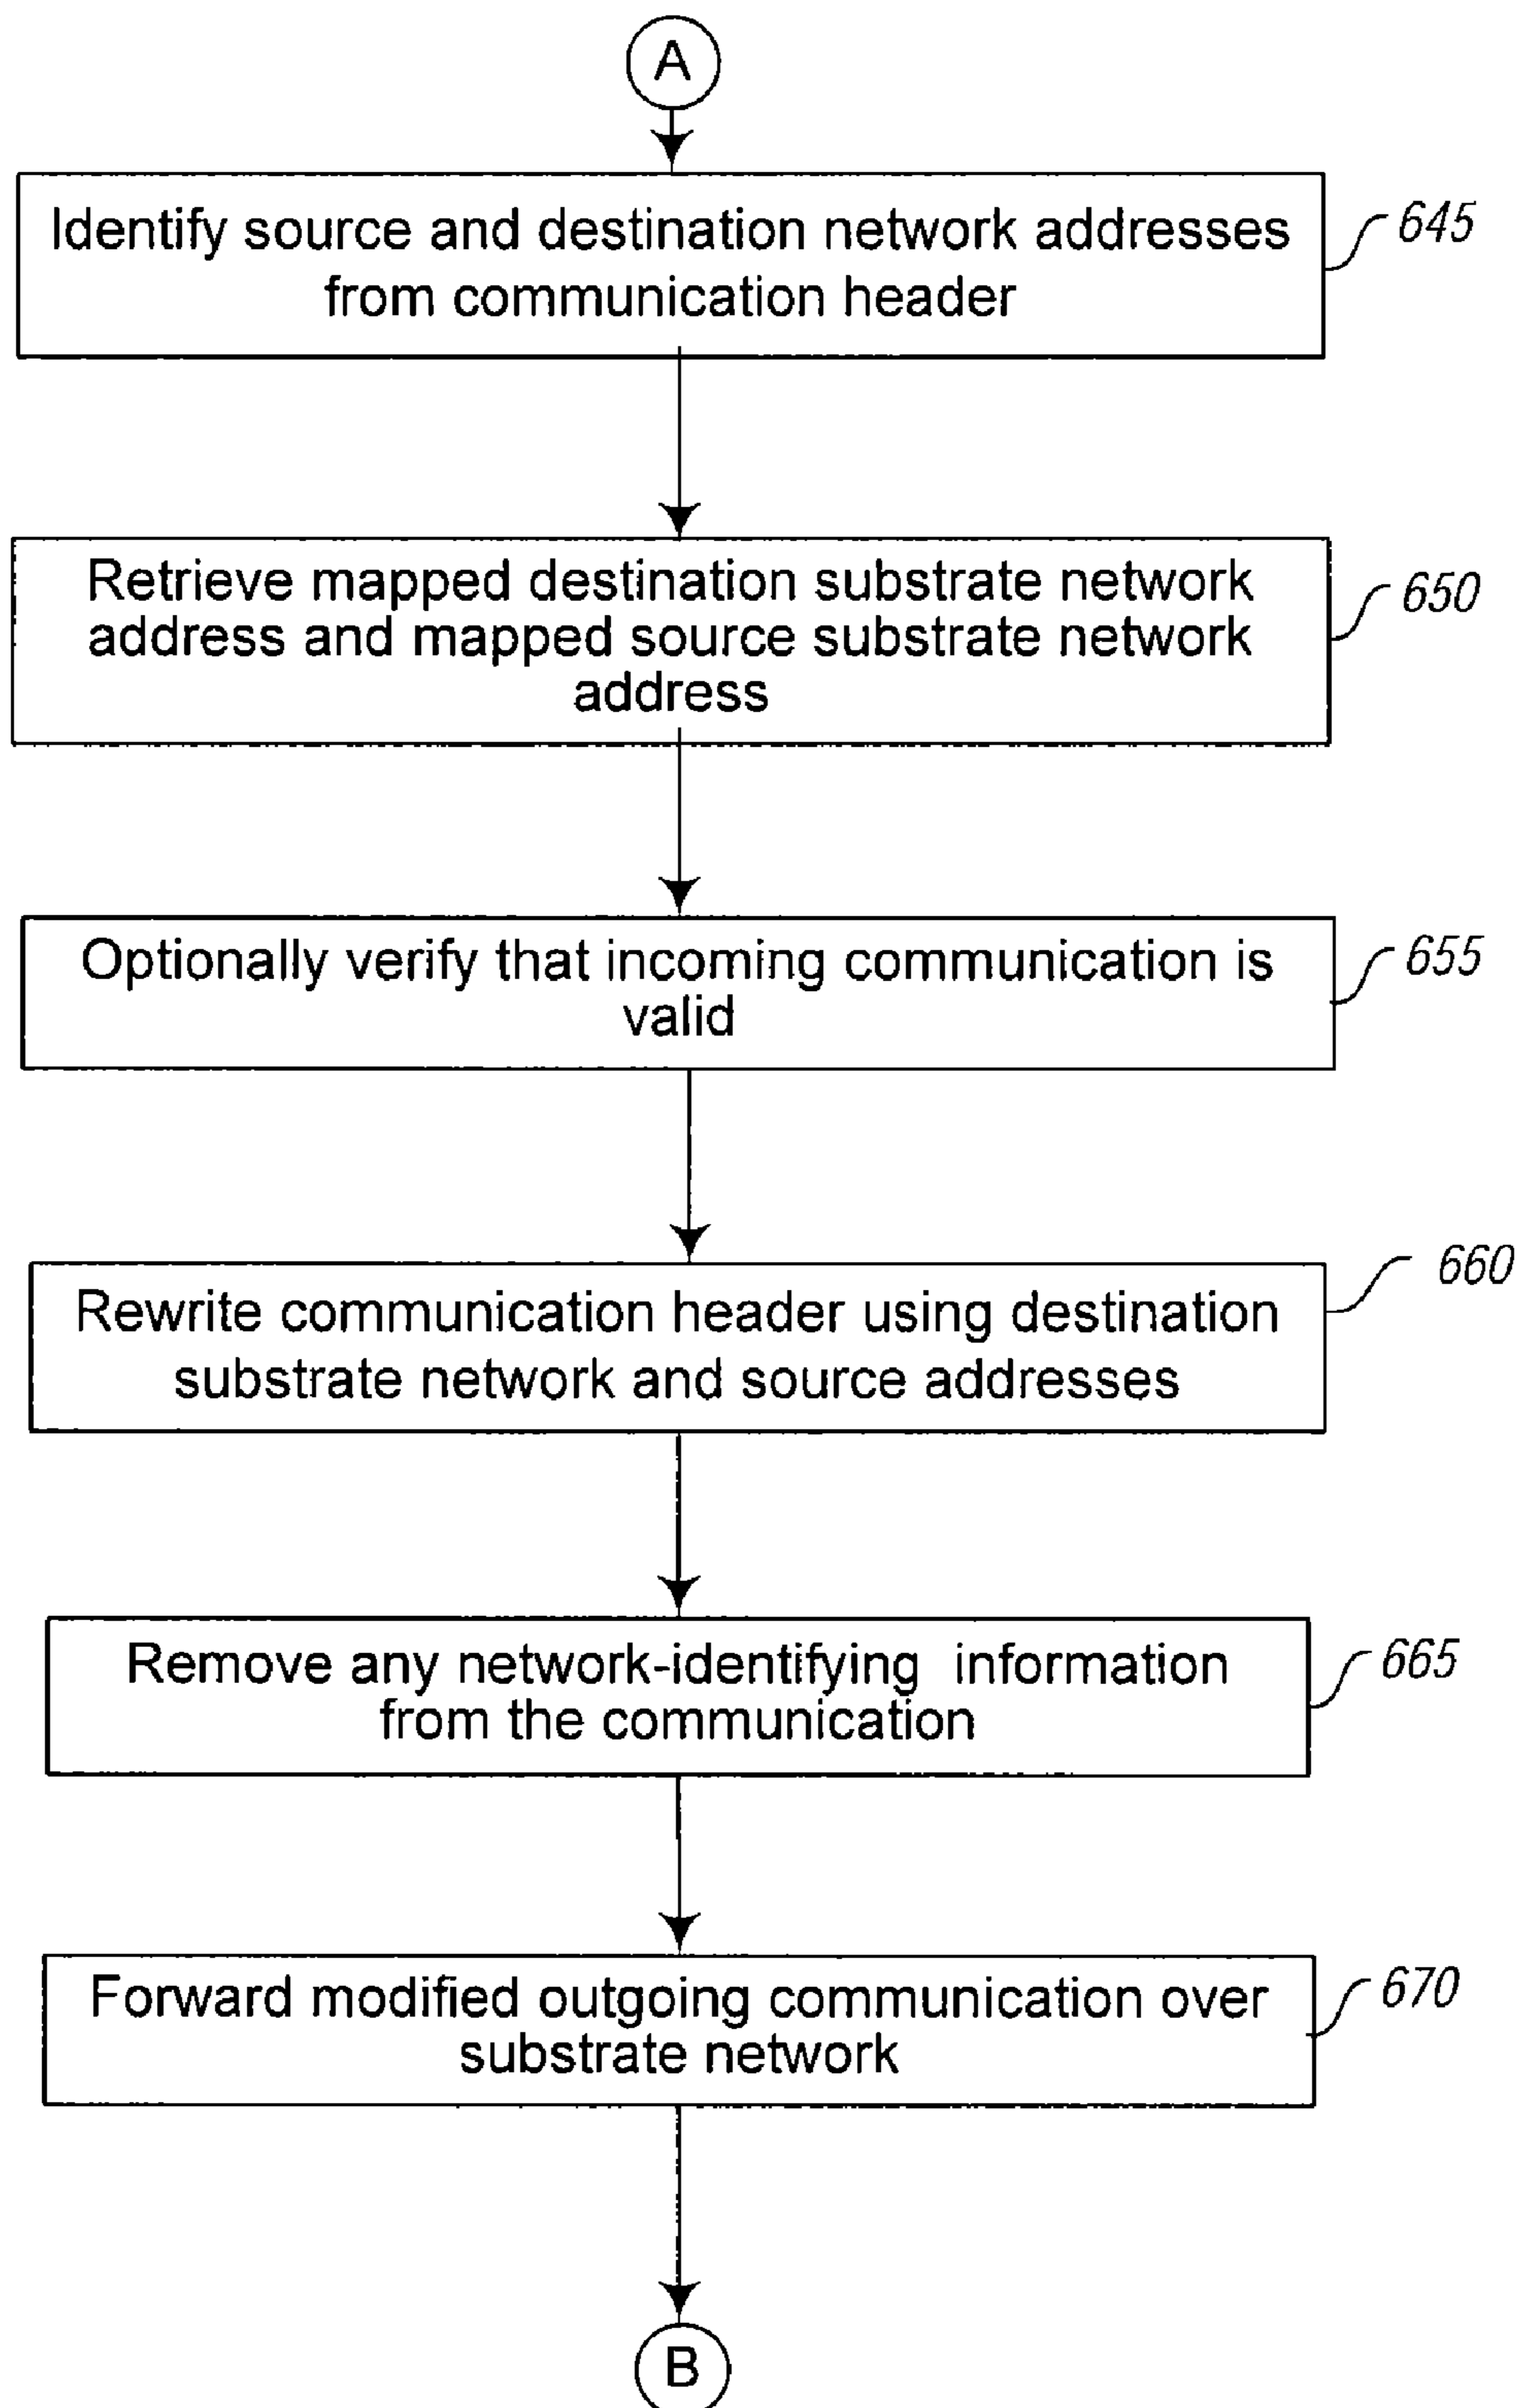 A
Identify source and destination network addresses
from communication header
645
Retrieve mapped destination substrate network
address and mapped source substrate network
address
650
Optionally verify that incoming communication is
valid
655
Rewrite communication header using destination
substrate network and source addresses
660
Remove any network-identifying information
from the communication
665
Forward modified outgoing communication over
substrate network
670
B